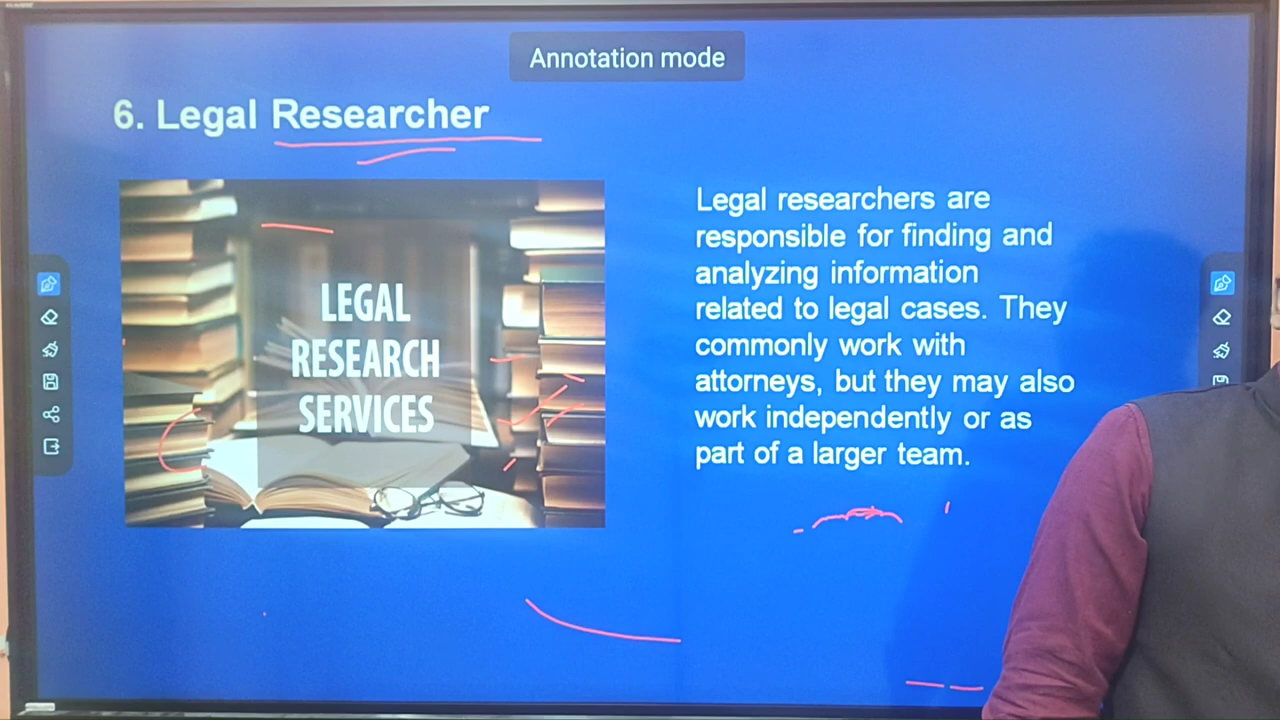 Annotation mode
6. Legal Researcher
LEGAL
RESEARCH
SERVICES
Legal researchers are
responsible for finding and
analyzing information
related to legal cases. They
commonly work with
attorneys, but they may also
work independently or as
part of a larger team.